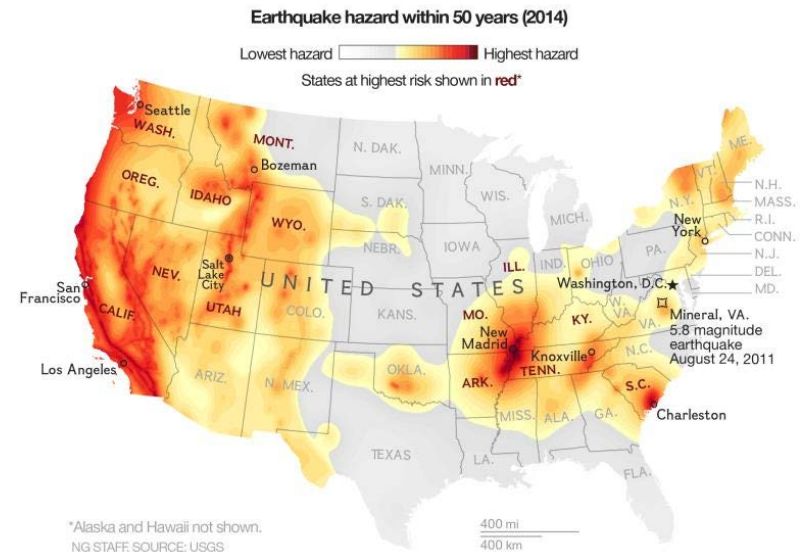 Earthquake hazard within 50 years (2014)
Lowest hazard Highest hazard
States at highest risk shown in red*
Seattle
WASH.
MONT.
N. DAK.
MINN.
ME.
OREG.
IDAHO
Bozeman
S. DAK.
WIS.
MICH.
VT.
N.H.
N.Y.
MASS.
R.I.
CONN.
New
York
N.J.
DEL.
MD.
WYO.
NEBR.
IOWA
ILL.
IND.
OHIO
PA.
Salt
Lake
City
NEV.
UTAH
San
Francisco
CALIF.
UNITED STATES
COLO.
KANS.
MO.
KY.
W.
VA.
VA.
Washington, D.C.
Mineral, VA.
5.8 magnitude
earthquake
August 24, 2011
New
Madrid
Knoxville
TENN.
N.C.
Los Angeles
ARIZ.
N. MEX.
OKLA.
ARK.
S.C.
Charleston
MISS.
ALA.
GA.
TEXAS
LA.
FLA.
*Alaska and Hawaii not shown.
NG STAFF. SOURCE: USGS
400 mi
400 km